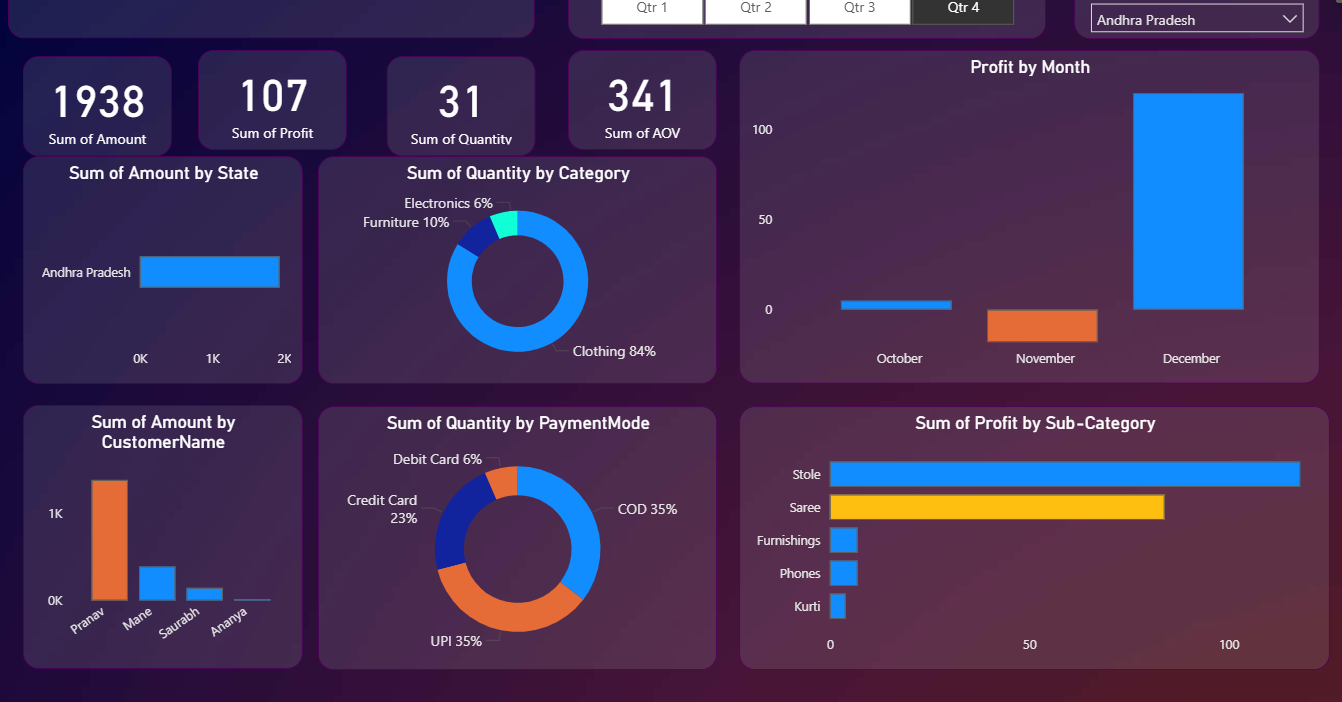 Qtr 1
Qtr 2
Qtr 3
Qtr 4
Andhra Pradesh
1938
Sum of Amount
107
Sum of Profit
31
Sum of Quantity
341
Sum of AOV
Profit by Month
100
50
0
October
November
December
Sum of Amount by State
Andhra Pradesh
0K
1K
2K
Sum of Quantity by Category
Electronics 6%
Furniture 10%
Clothing 84%
Sum of Amount by
CustomerName
1K
0K
Pranav
Mane
Saurabh
Ananya
Sum of Quantity by PaymentMode
Debit Card 6%
Credit Card
23%
COD 35%
UPI 35%
Sum of Profit by Sub-Category
Stole
Saree
Furnishings
Phones
Kurti
0
50
100